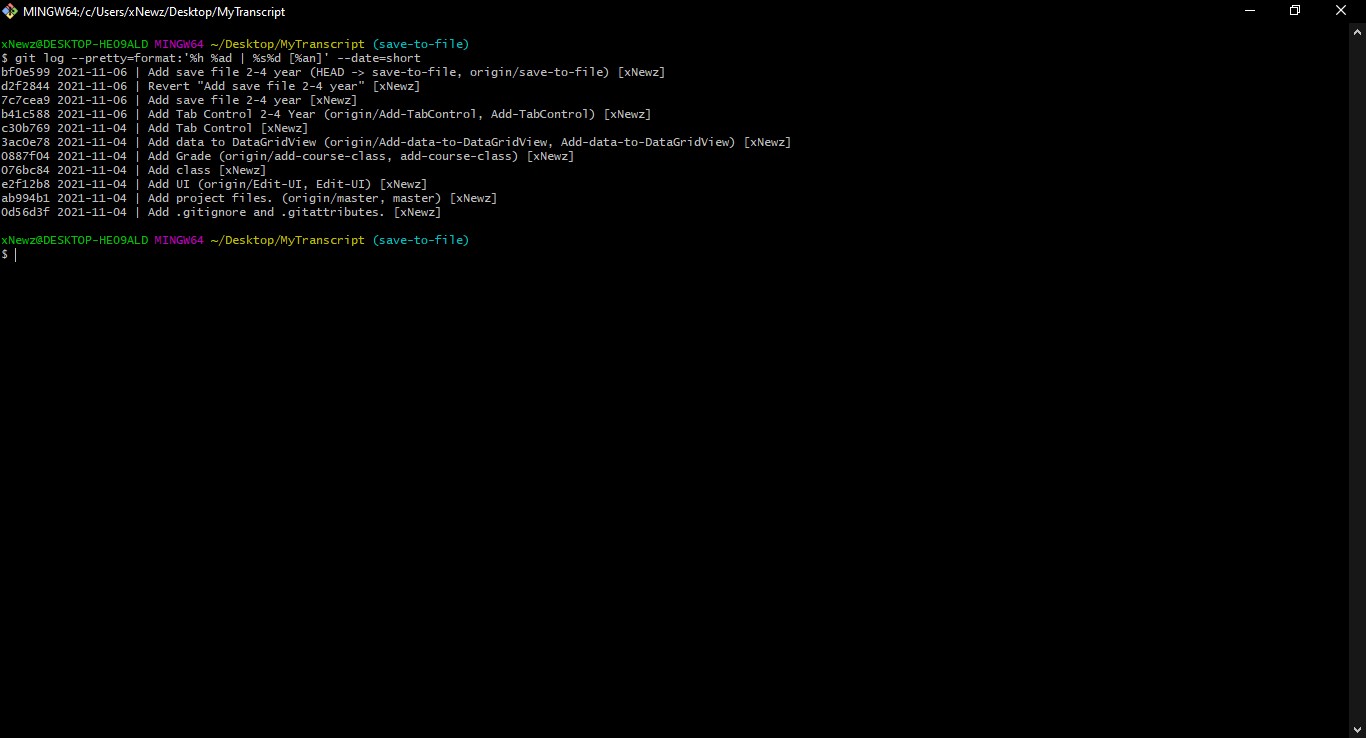 MINGW64:/c/Users/xNewz/Desktop/MyTranscript
xNewz@DESKTOP-HEO9ALD MINGW64 ~/Desktop/MyTranscript (save-to-file)
$ git log --pretty=format:'%h %ad | %s%d [%an]' --date=short
bf0e599 2021-11-06 | Add save file 2-4 year (HEAD -> save-to-file, origin/save-to-file) [xNewz]
d2f2844 2021-11-06 | Revert "Add save file 2-4 year" [xNewz]
7c7cea9 2021-11-06 | Add save file 2-4 year [xNewz]
b41c588 2021-11-06 | Add Tab Control 2-4 Year (origin/Add-TabControl, Add-TabControl) [xNewz]
c30b769 2021-11-04 | Add Tab Control [xNewz]
3ac0e78 2021-11-04 | Add data to DataGridView (origin/Add-data-to-DataGridView, Add-data-to-DataGridView) [xNewz]
0887f04 2021-11-04 | Add Grade (origin/add-course-class, add-course-class) [xNewz]
076bc84 2021-11-04 | Add class [xNewz]
e2f12b8 2021-11-04 | Add UI (origin/Edit-UI, Edit-UI) [xNewz]
ab994b1 2021-11-04 | Add project files. (origin/master, master) [xNewz]
0d56d3f 2021-11-04 | Add .gitignore and .gitattributes. [xNewz]
xNewz@DESKTOP-HEO9ALD MINGW64 ~/Desktop/MyTranscript (save-to-file)
$